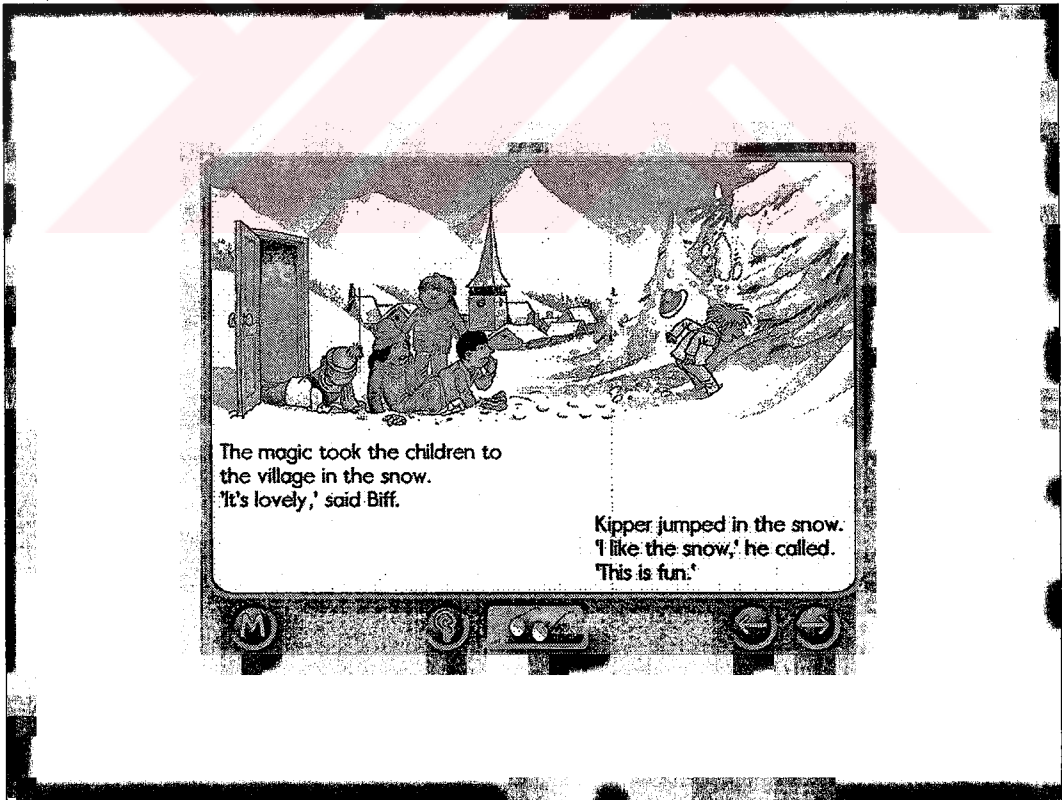 The magic took the children to
the village in the snow.
'It's lovely,' said Biff.
Kipper jumped in the snow.
'I like the snow,' he called.
'This is fun.'
M